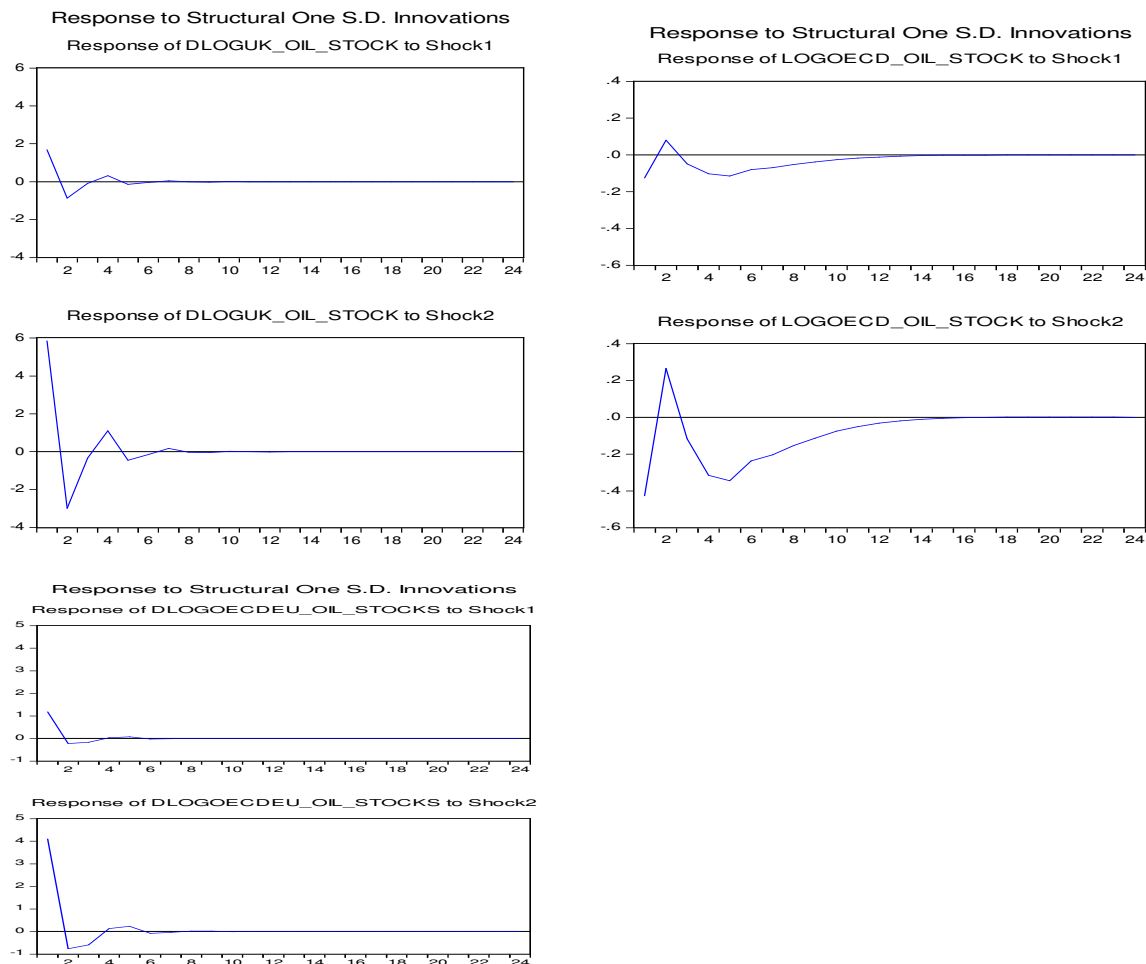 Response to Structural One S.D. Innovations
Response of DLOGUK_OIL_STOCK to Shock1
6
4
2
0
-2
-4
2 4 6 8 10 12 14 16 18 20 22 24
Response of DLOGUK_OIL_STOCK to Shock2
6
4
2
0
-2
-4
2 4 6 8 10 12 14 16 18 20 22 24
Response to Structural One S.D. Innovations
Response of LOGOECD_OIL_STOCK to Shock1
.4
.2
.0
-.2
-.4
-.6
2 4 6 8 10 12 14 16 18 20 22 24
Response of LOGOECD_OIL_STOCK to Shock2
.4
.2
.0
-.2
-.4
-.6
2 4 6 8 10 12 14 16 18 20 22 24
Response to Structural One S.D. Innovations
Response of DLOGOECDEU_OIL_STOCKS to Shock1
5
4
3
2
1
0
-1
2 4 6 8 10 12 14 16 18 20 22 24
Response of DLOGOECDEU_OIL_STOCKS to Shock2
5
4
3
2
1
0
-1
2 4 6 8 10 12 14 16 18 20 22 24